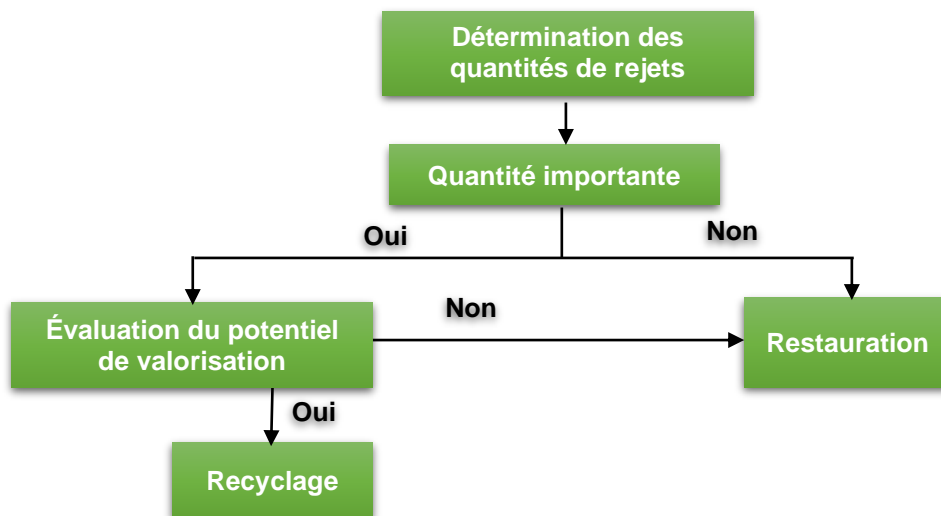 Détermination des
quantités de rejets
Quantité importante
Oui
Non
Évaluation du potentiel
de valorisation
Non
Restauration
Oui
Recyclage